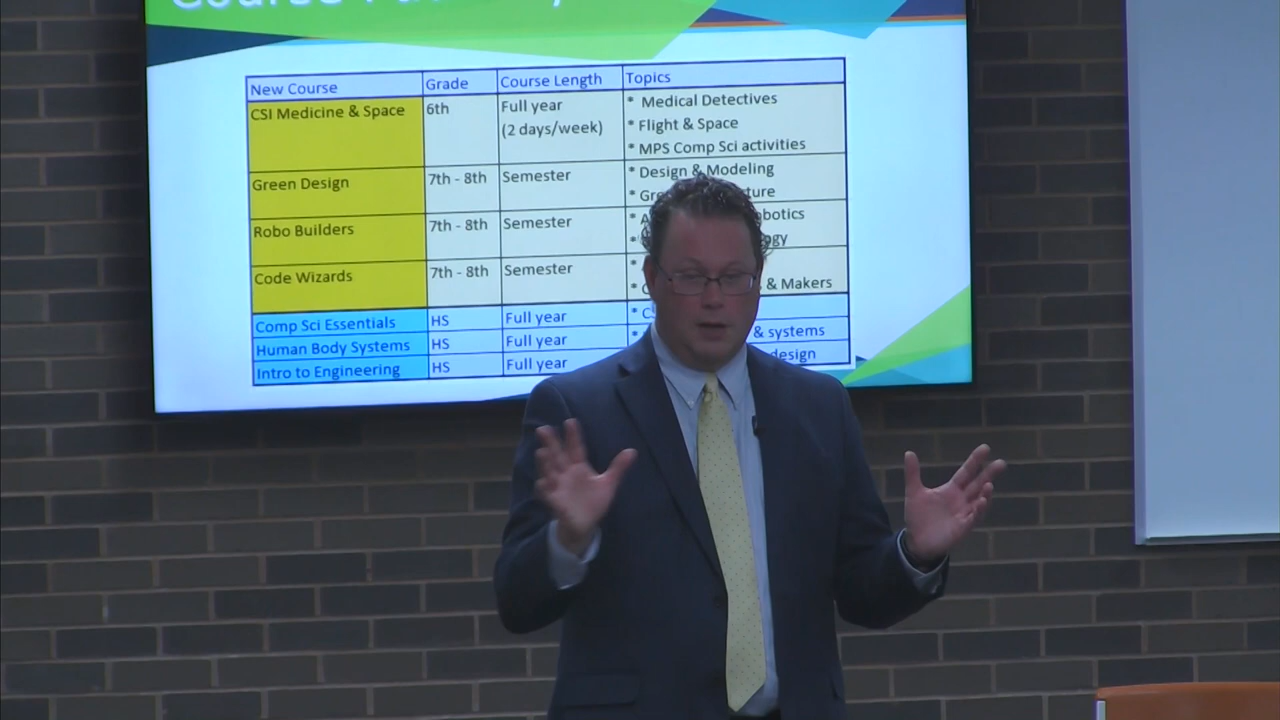 Course
New Course Grade Course Length Topics
CSI Medicine & Space 6th Full year * Medical Detectives
(2 days/week) * Flight & Space
* MPS Comp Sci activities
Green Design 7th - 8th Semester * Design & Modeling
*
Robo Builders 7th - 8th Semester *
*
Code Wizards 7th - 8th Semester *
* & Makers
Comp Sci Essentials HS Full year *
Human Body Systems HS Full year * & systems
Intro to Engineering HS Full year design